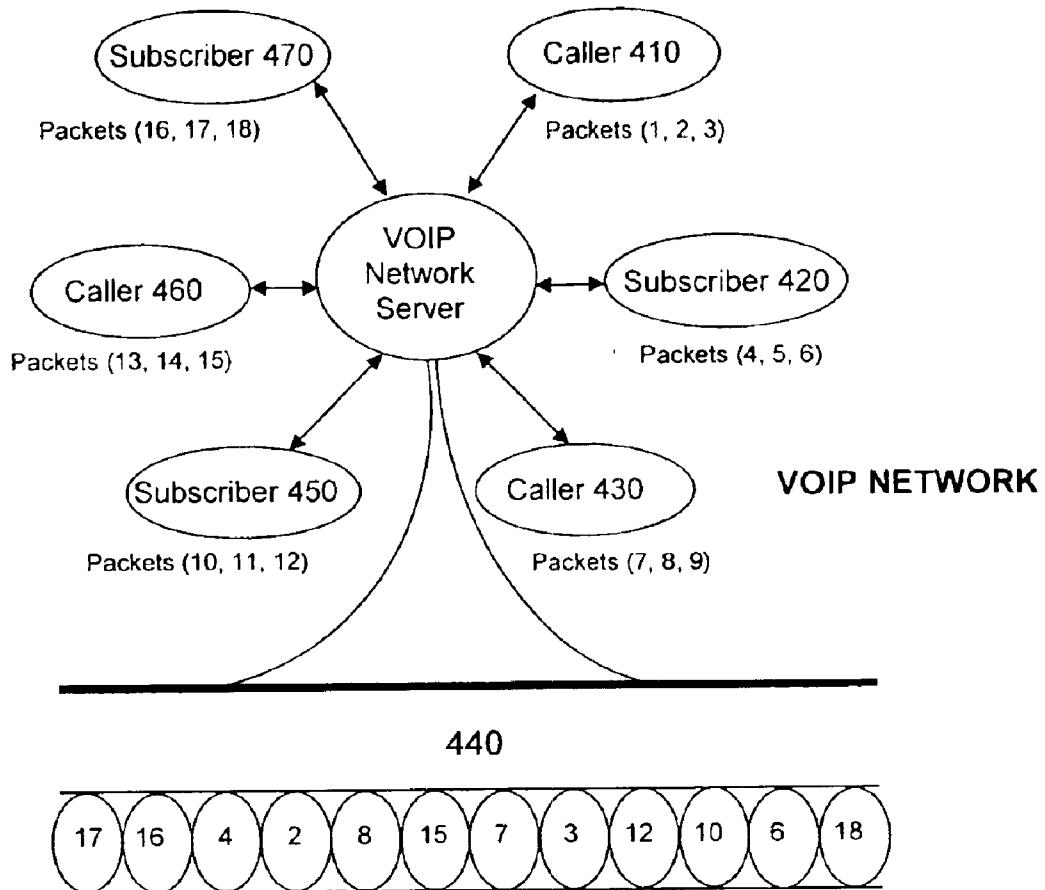 Subscriber 470
Caller 410
Packets (16, 17, 18)
Packets (1, 2, 3)
VOIP
Network
Server
Caller 460
Subscriber 420
Packets (13, 14, 15)
Packets (4, 5, 6)
Subscriber 450
Caller 430
VOIP NETWORK
Packets (10, 11, 12)
Packets (7, 8, 9)
440
17 16 4 2 8 15 7 3 12 10 6 18